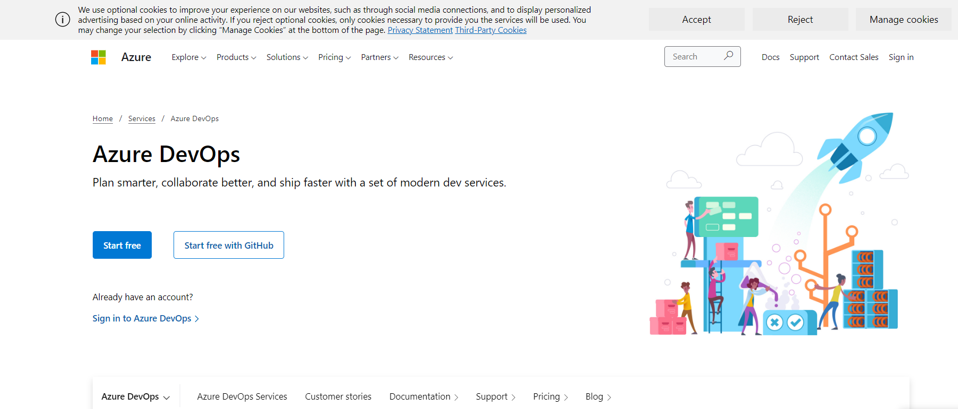 We use optional cookies to improve your experience on our websites, such as through social media connections, and to display personalized
advertising based on your online activity. If you reject optional cookies, only cookies necessary to provide you the services will be used. You
may change your selection by clicking "Manage Cookies" at the bottom of the page. Privacy Statement Third-Party Cookies
Accept
Reject
Manage cookies
Azure
Explore
Products
Solutions
Pricing
Partners
Resources
Search
Docs
Support
Contact Sales
Sign in
Home / Services / Azure DevOps
Azure DevOps
Plan smarter, collaborate better, and ship faster with a set of modern dev services.
Start free
Start free with GitHub
Already have an account?
Sign in to Azure DevOps
Azure DevOps
Azure DevOps Services
Customer stories
Documentation
Support
Pricing
Blog